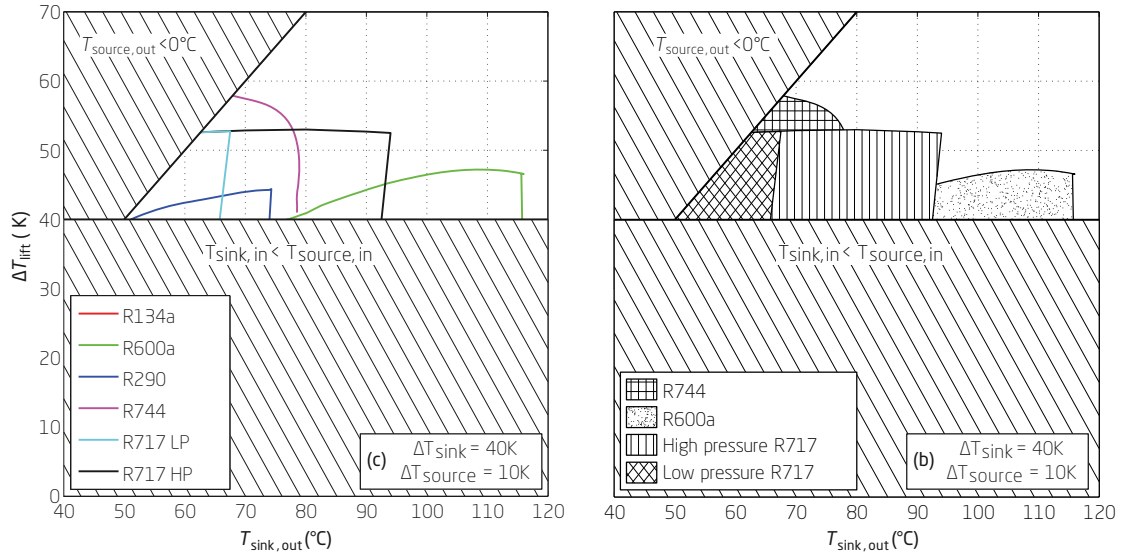 70
60
50
40
30
20
10
0
ΔT_lift ( K)
T_source,out <0°C
T_sink,in < T_source,in
R134a
R600a
R290
R744
R717 LP
R717 HP
(c)
ΔT_sink = 40K
ΔT_source = 10K
40 50 60 70 80 90 100 110 120
T_sink,out (°C)
T_source,out <0°C
T_sink,in < T_source,in
R744
R600a
High pressure R717
Low pressure R717
(b)
ΔT_sink = 40K
ΔT_source = 10K
40 50 60 70 80 90 100 110 120
T_sink,out (°C)